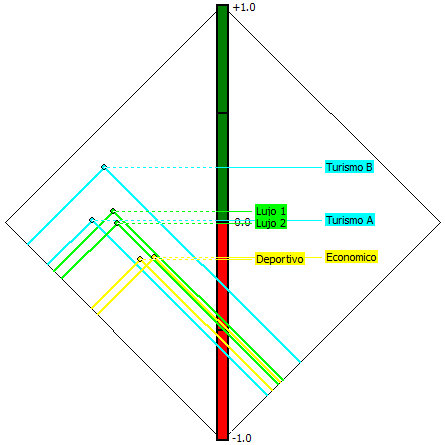 +1.0
Turismo B
Lujo 1
0.0
Turismo A
Lujo 2
Deportivo
Economico
-1.0